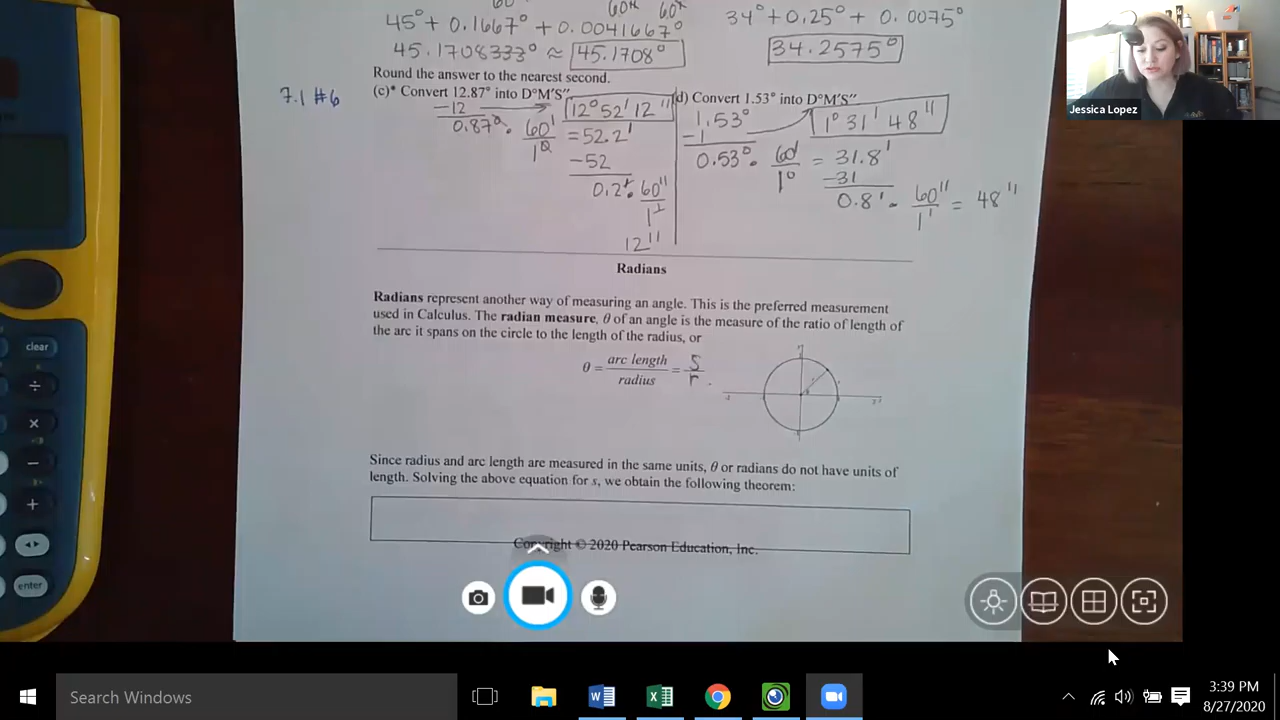 60" 60"
45° + 0.1667° + 0.0041667°
45.1708333° ≈ 45.1708°
34° + 0.25° + 0.0075°
34.2575°
Round the answer to the nearest second.
7.1 #6
(c)* Convert 12.87° into D°M'S".
-12
12° 52' 12"
0.87° · 60'/1° = 52.2'
-52
0.2' · 60"/1'
12"
(d) Convert 1.53° into D°M'S".
1.53°
1° 31' 48"
-1
0.53° · 60'/1° = 31.8'
-31
0.8' · 60"/1' = 48"
Radians
Radians represent another way of measuring an angle. This is the preferred measurement
used in Calculus. The radian measure, θ of an angle is the measure of the ratio of length of
the arc it spans on the circle to the length of the radius, or
θ = arc length/radius = s/r.
Since radius and arc length are measured in the same units, θ or radians do not have units of
length. Solving the above equation for s, we obtain the following theorem:
Copyright © 2020 Pearson Education, Inc.
clear
÷
×
−
+
enter
Jessica Lopez
Search Windows
3:39 PM
8/27/2020